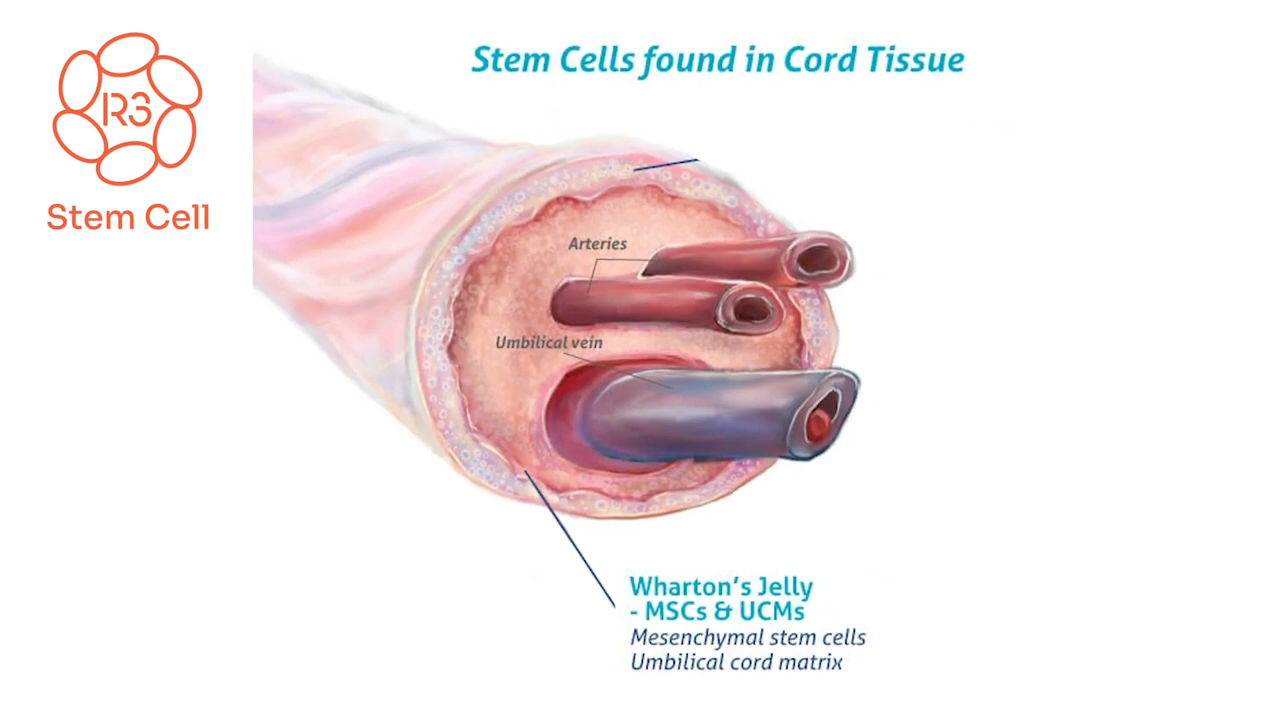 R3
Stem Cell
Stem Cells found in Cord Tissue
Arteries
Umbilical vein
Wharton's Jelly
- MSCs & UCMs
Mesenchymal stem cells
Umbilical cord matrix